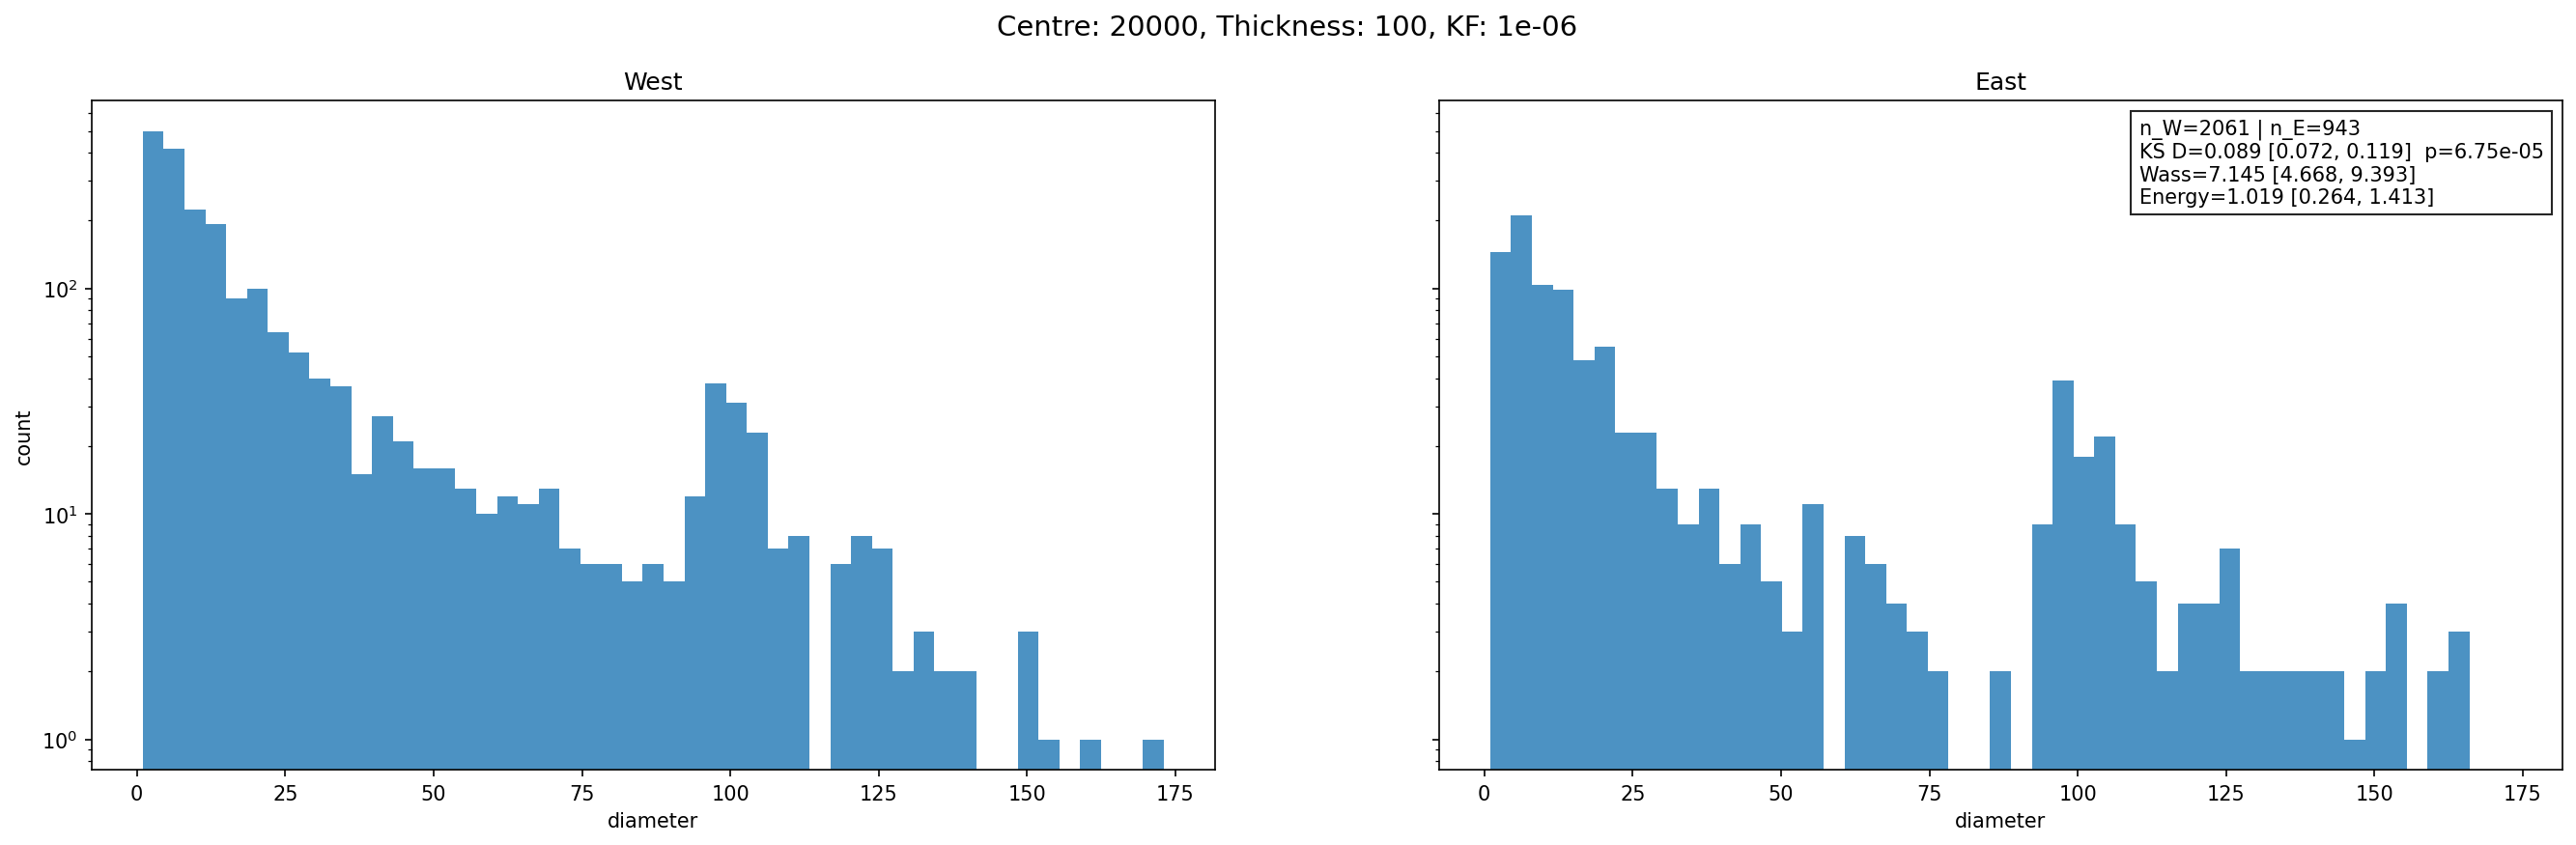 Centre: 20000, Thickness: 100, KF: 1e-06
West
count
10²
10¹
10⁰
0 25 50 75 100 125 150 175
diameter
East
n_W=2061 | n_E=943
KS D=0.089 [0.072, 0.119]  p=6.75e-05
Wass=7.145 [4.668, 9.393]
Energy=1.019 [0.264, 1.413]
0 25 50 75 100 125 150 175
diameter